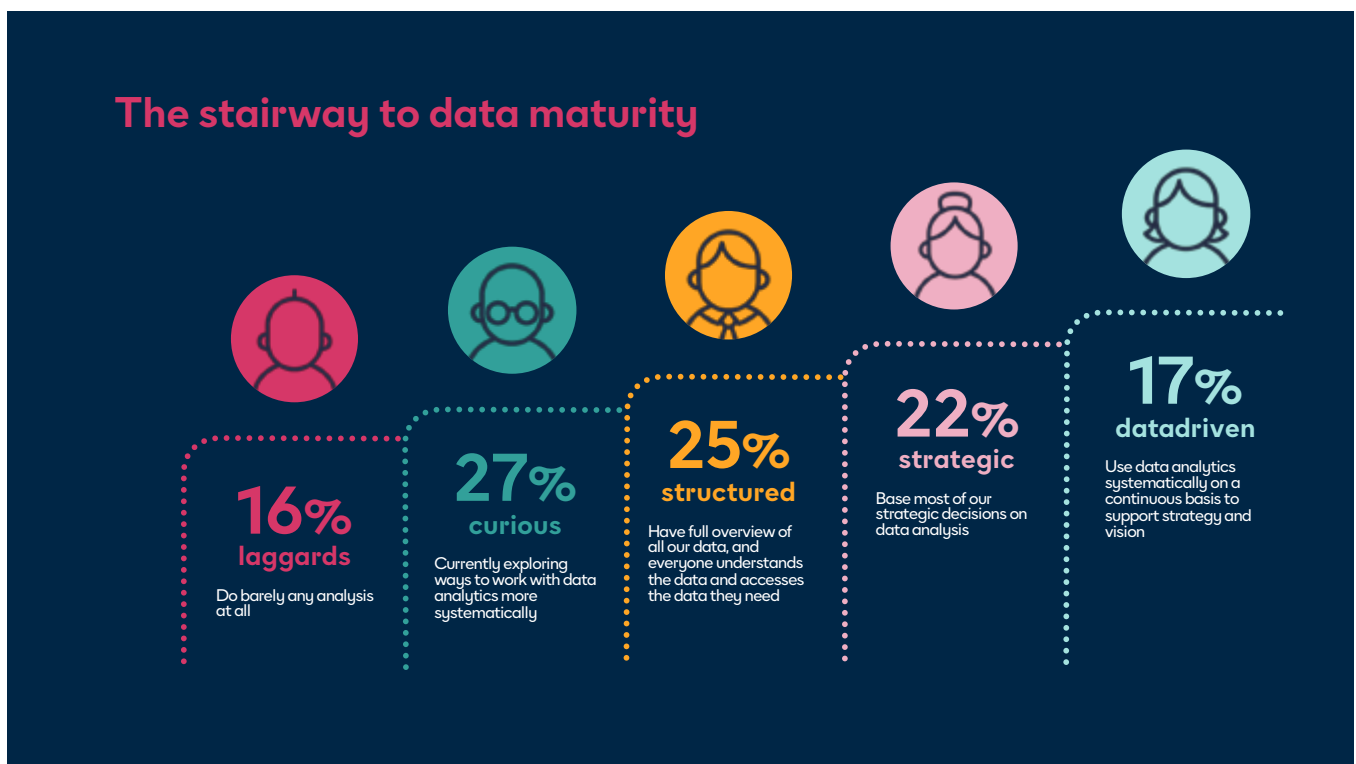 The stairway to data maturity
16%
laggards
Do barely any analysis
at all
27%
curious
Currently exploring
ways to work with data
analytics more
systematically
25%
structured
Have full overview of
all our data, and
everyone understands
the data and accesses
the data they need
22%
strategic
Base most of our
strategic decisions on
data analysis
17%
datadriven
Use data analytics
systematically on a
continuous basis to
support strategy and
vision